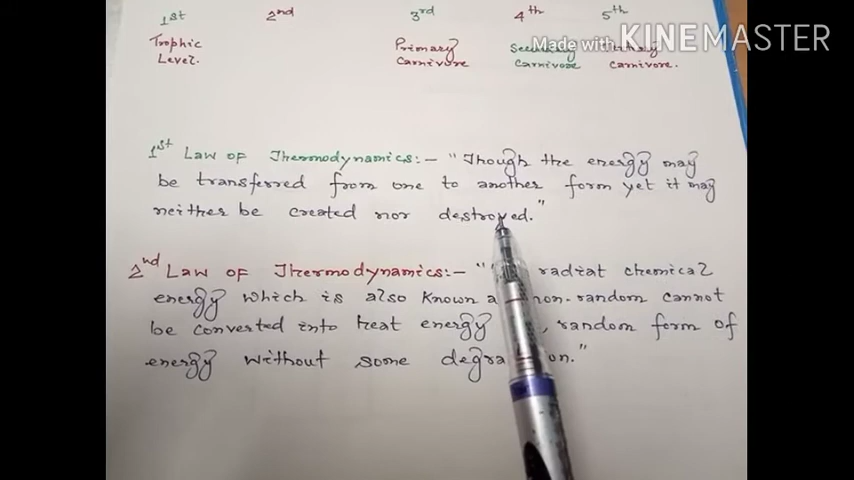 1st 2nd 3rd 4th 5th
Trophic Level. Primary Carnivore Secondary Carnivore Carnivore.
Made with KINEMASTER
1st Law of Thermodynamics:- "Though the energy may
be transferred from one to another form yet it may
neither be created nor destroyed."
2nd Law of Thermodynamics:- " radiat chemical
energy which is also known a non-random cannot
be converted into heat energy , random form of
energy without some degra on."